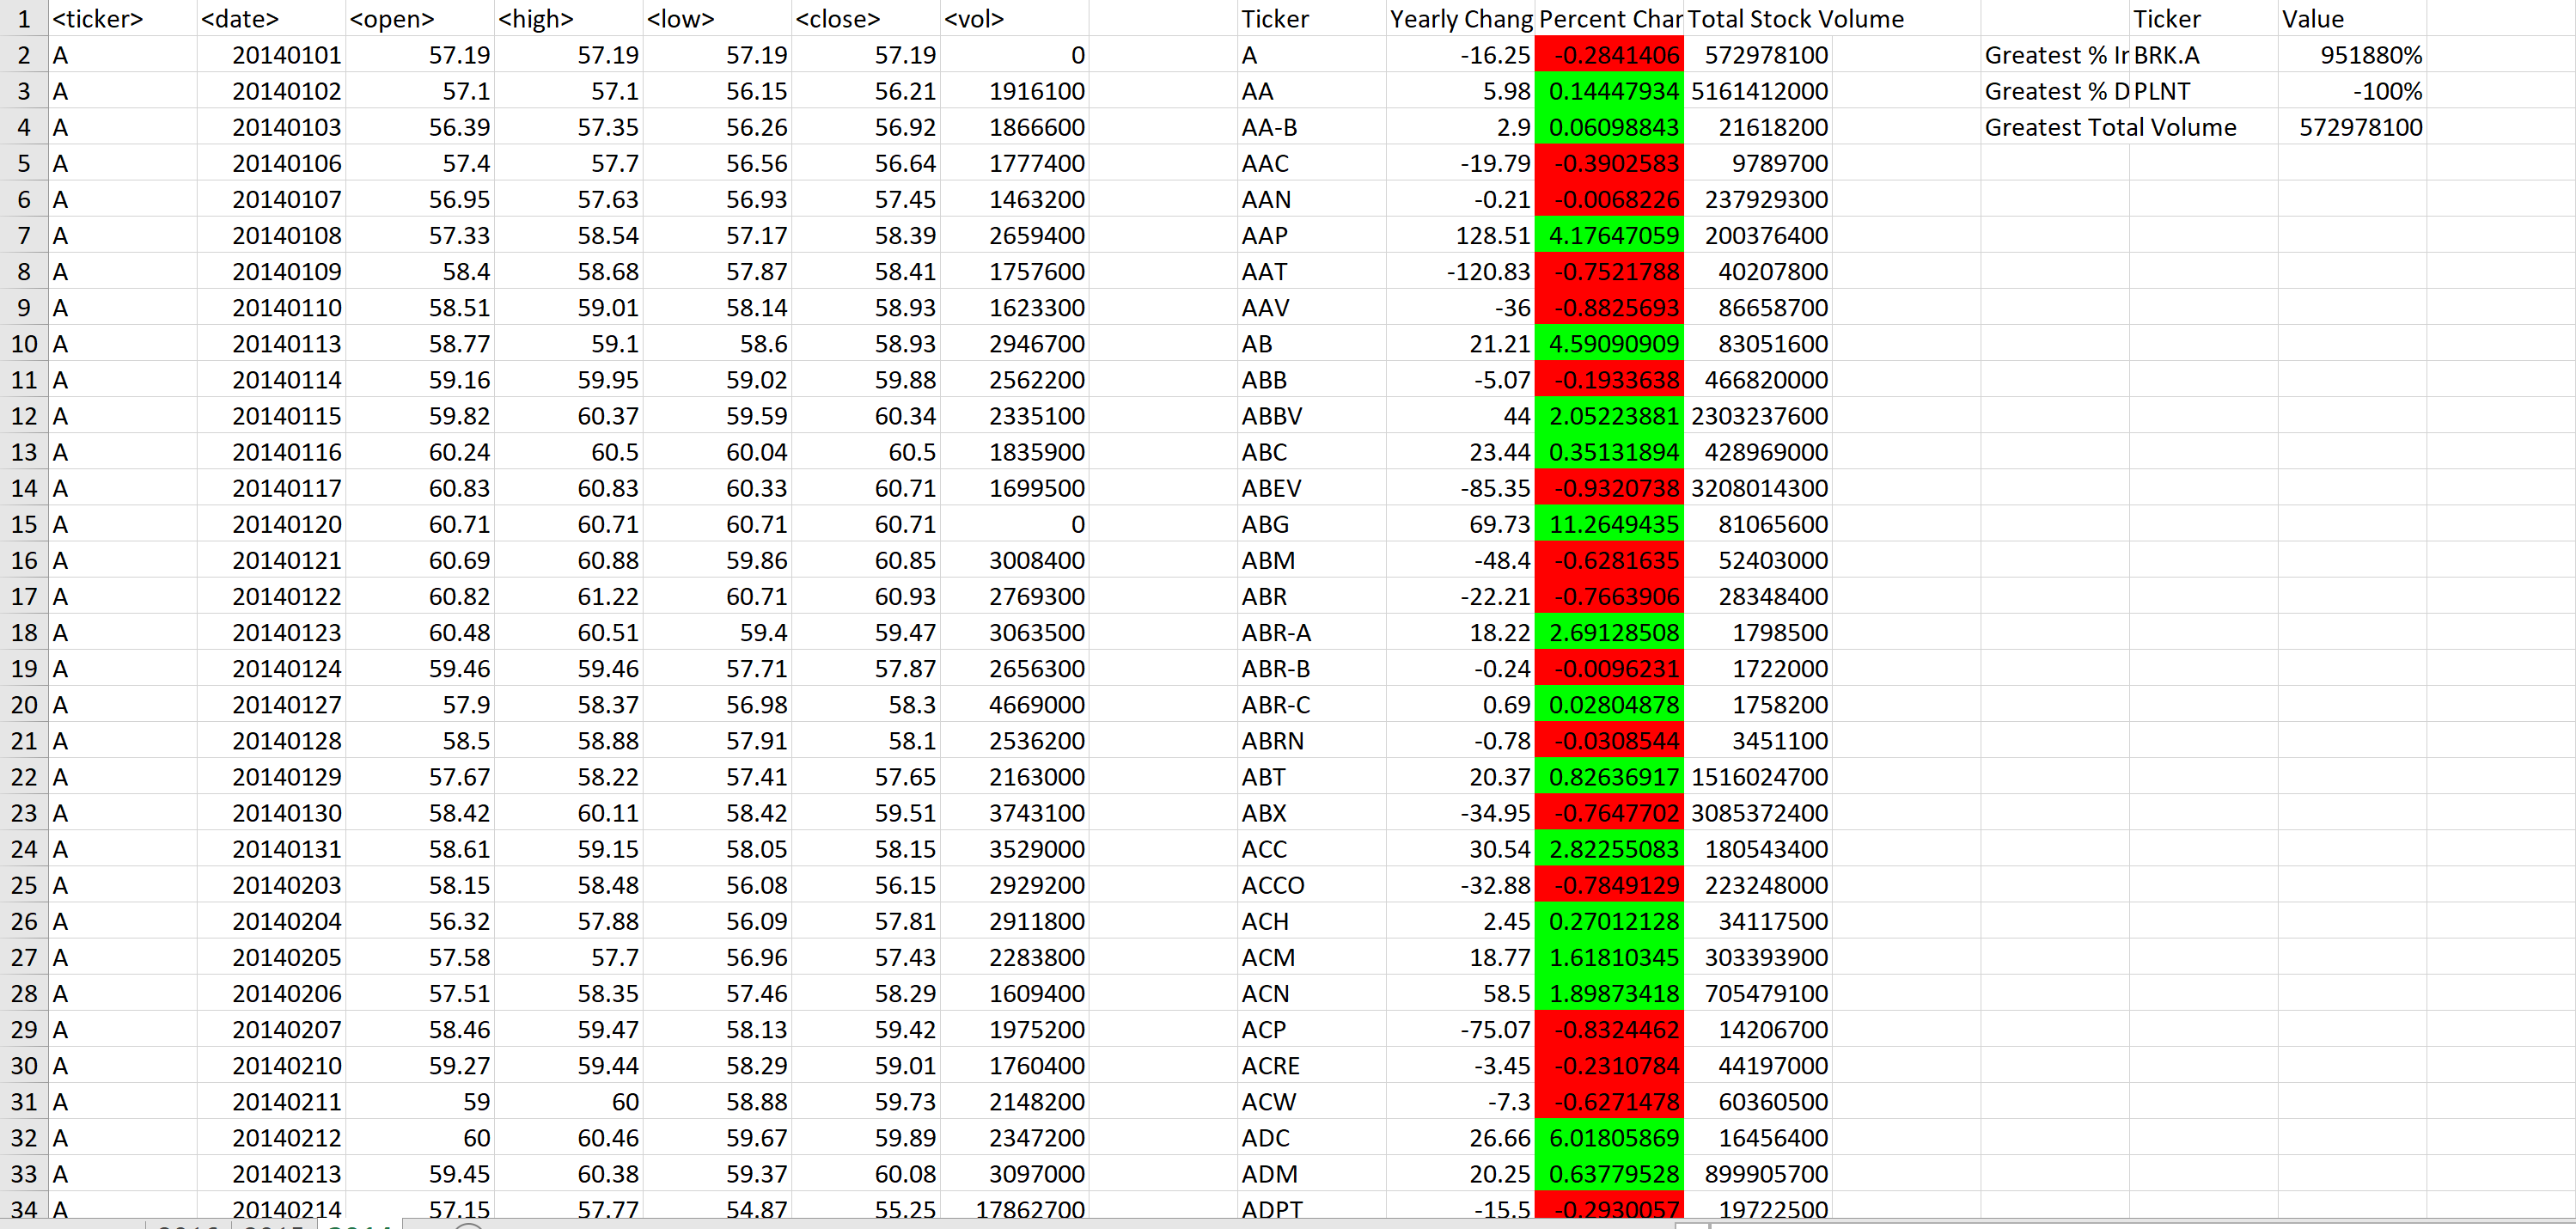 1 <ticker> <date> <open> <high> <low> <close> <vol> Ticker Yearly Chang Percent Char Total Stock Volume Ticker Value
2 A 20140101 57.19 57.19 57.19 57.19 0 A -16.25 -0.2841406 572978100 Greatest % Ir BRK.A 951880%
3 A 20140102 57.1 57.1 56.15 56.21 1916100 AA 5.98 0.14447934 5161412000 Greatest % D PLNT -100%
4 A 20140103 56.39 57.35 56.26 56.92 1866600 AA-B 2.9 0.06098843 21618200 Greatest Total Volume 572978100
5 A 20140106 57.4 57.7 56.56 56.64 1777400 AAC -19.79 -0.3902583 9789700
6 A 20140107 56.95 57.63 56.93 57.45 1463200 AAN -0.21 -0.0068226 237929300
7 A 20140108 57.33 58.54 57.17 58.39 2659400 AAP 128.51 4.17647059 200376400
8 A 20140109 58.4 58.68 57.87 58.41 1757600 AAT -120.83 -0.7521788 40207800
9 A 20140110 58.51 59.01 58.14 58.93 1623300 AAV -36 -0.8825693 86658700
10 A 20140113 58.77 59.1 58.6 58.93 2946700 AB 21.21 4.59090909 83051600
11 A 20140114 59.16 59.95 59.02 59.88 2562200 ABB -5.07 -0.1933638 466820000
12 A 20140115 59.82 60.37 59.59 60.34 2335100 ABBV 44 2.05223881 2303237600
13 A 20140116 60.24 60.5 60.04 60.5 1835900 ABC 23.44 0.35131894 428969000
14 A 20140117 60.83 60.83 60.33 60.71 1699500 ABEV -85.35 -0.9320738 3208014300
15 A 20140120 60.71 60.71 60.71 60.71 0 ABG 69.73 11.2649435 81065600
16 A 20140121 60.69 60.88 59.86 60.85 3008400 ABM -48.4 -0.6281635 52403000
17 A 20140122 60.82 61.22 60.71 60.93 2769300 ABR -22.21 -0.7663906 28348400
18 A 20140123 60.48 60.51 59.4 59.47 3063500 ABR-A 18.22 2.69128508 1798500
19 A 20140124 59.46 59.46 57.71 57.87 2656300 ABR-B -0.24 -0.0096231 1722000
20 A 20140127 57.9 58.37 56.98 58.3 4669000 ABR-C 0.69 0.02804878 1758200
21 A 20140128 58.5 58.88 57.91 58.1 2536200 ABRN -0.78 -0.0308544 3451100
22 A 20140129 57.67 58.22 57.41 57.65 2163000 ABT 20.37 0.82636917 1516024700
23 A 20140130 58.42 60.11 58.42 59.51 3743100 ABX -34.95 -0.7647702 3085372400
24 A 20140131 58.61 59.15 58.05 58.15 3529000 ACC 30.54 2.82255083 180543400
25 A 20140203 58.15 58.48 56.08 56.15 2929200 ACCO -32.88 -0.7849129 223248000
26 A 20140204 56.32 57.88 56.09 57.81 2911800 ACH 2.45 0.27012128 34117500
27 A 20140205 57.58 57.7 56.96 57.43 2283800 ACM 18.77 1.61810345 303393900
28 A 20140206 57.51 58.35 57.46 58.29 1609400 ACN 58.5 1.89873418 705479100
29 A 20140207 58.46 59.47 58.13 59.42 1975200 ACP -75.07 -0.8324462 14206700
30 A 20140210 59.27 59.44 58.29 59.01 1760400 ACRE -3.45 -0.2310784 44197000
31 A 20140211 59 60 58.88 59.73 2148200 ACW -7.3 -0.6271478 60360500
32 A 20140212 60 60.46 59.67 59.89 2347200 ADC 26.66 6.01805869 16456400
33 A 20140213 59.45 60.38 59.37 60.08 3097000 ADM 20.25 0.63779528 899905700
34 A 20140214 57.15 57.77 54.87 55.25 17862700 ADPT -15.5 -0.2930057 19722500